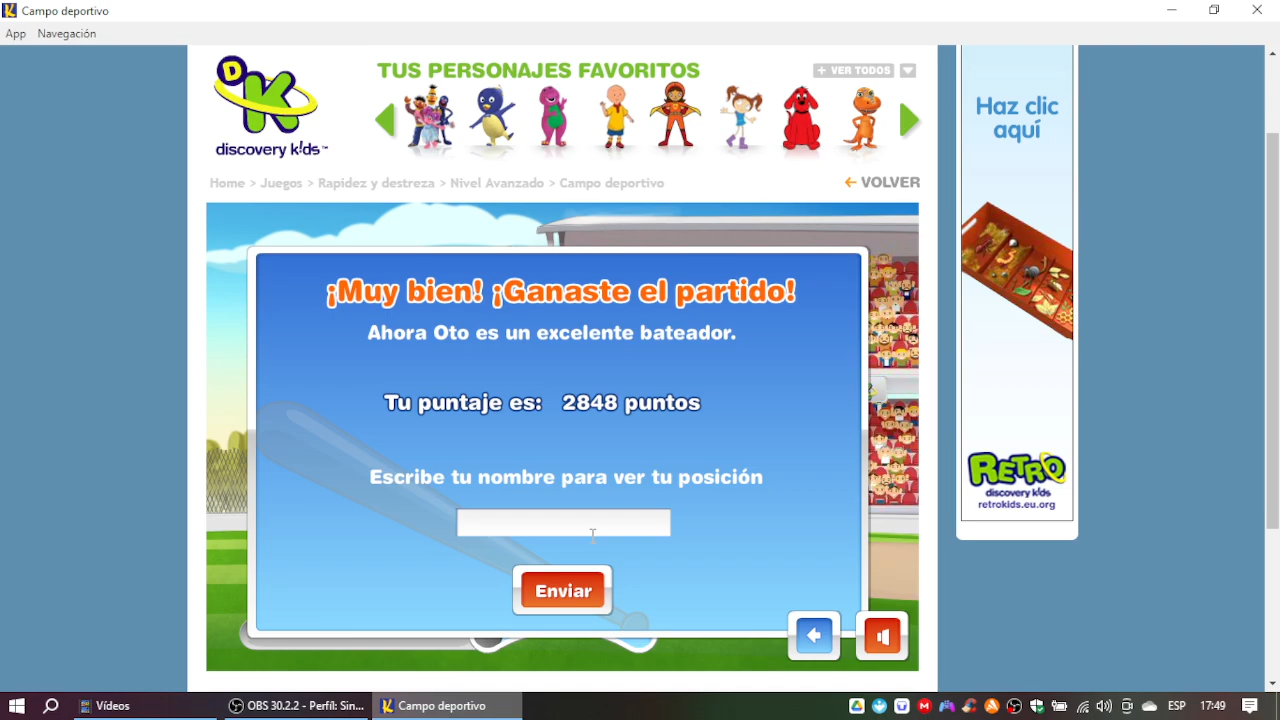 Campo deportivo
App Navegación
TUS PERSONAJES FAVORITOS
+ VER TODOS
DK
discovery k!ds™
Home > Juegos > Rapidez y destreza > Nivel Avanzado > Campo deportivo
VOLVER
Haz clic
aquí
¡Muy bien! ¡Ganaste el partido!
Ahora Oto es un excelente bateador.
Tu puntaje es: 2848 puntos
Escribe tu nombre para ver tu posición
Enviar
RETRO
discovery k!ds
retrokids.eu.org
Vídeos
OBS 30.2.2 - Perfil: Sin...
Campo deportivo
ESP
17:49